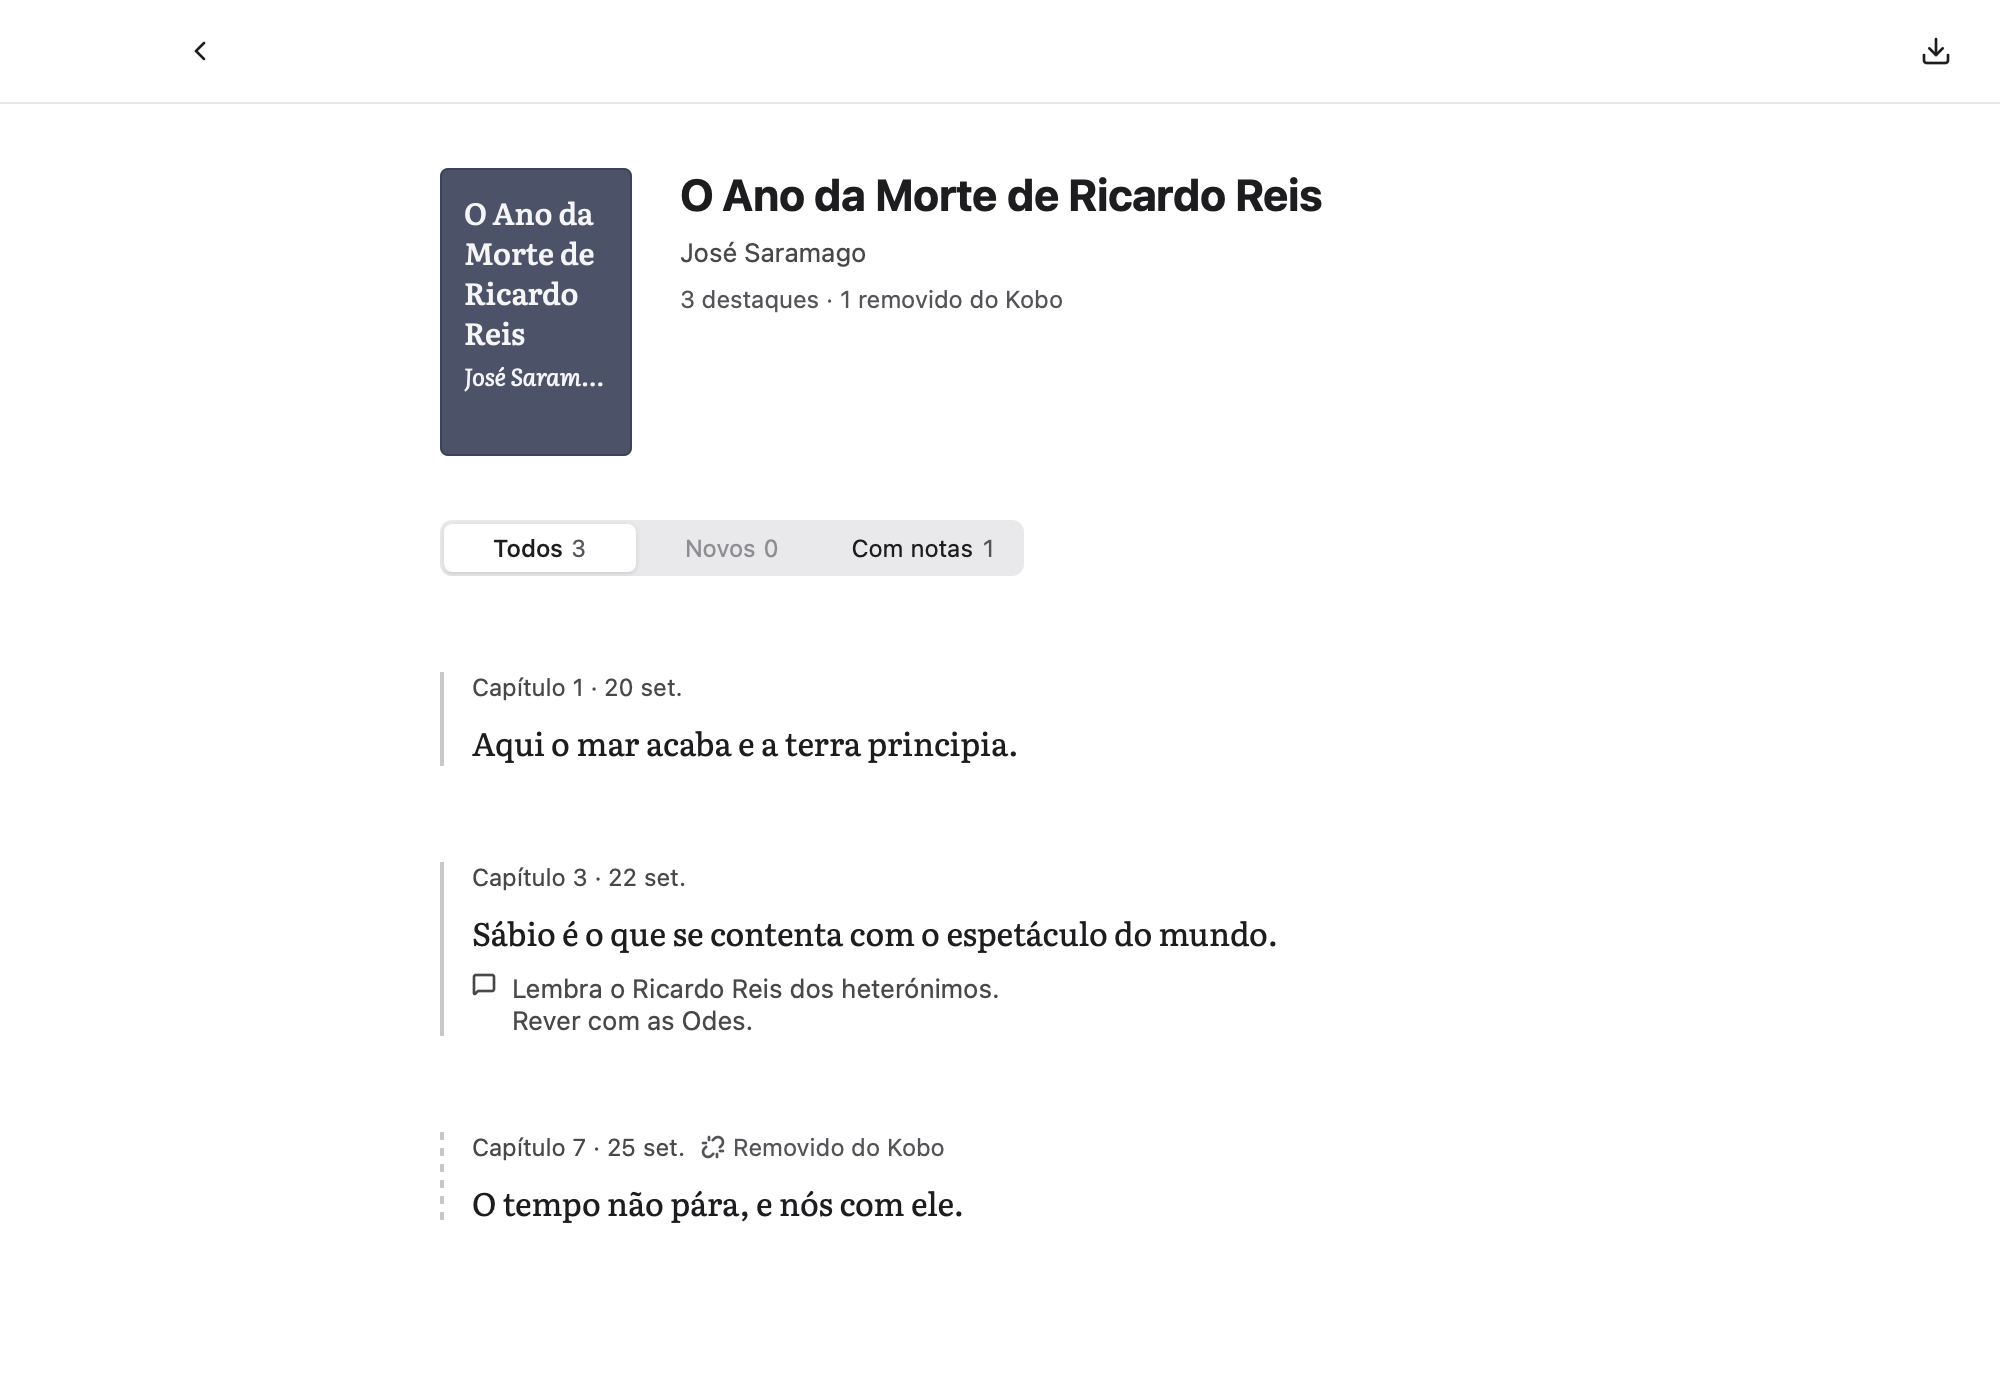 O Ano da
Morte de
Ricardo
Reis
José Saram...
O Ano da Morte de Ricardo Reis
José Saramago
3 destaques · 1 removido do Kobo
Todos 3 Novos 0 Com notas 1
Capítulo 1 · 20 set.
Aqui o mar acaba e a terra principia.
Capítulo 3 · 22 set.
Sábio é o que se contenta com o espetáculo do mundo.
Lembra o Ricardo Reis dos heterónimos.
Rever com as Odes.
Capítulo 7 · 25 set. Removido do Kobo
O tempo não pára, e nós com ele.